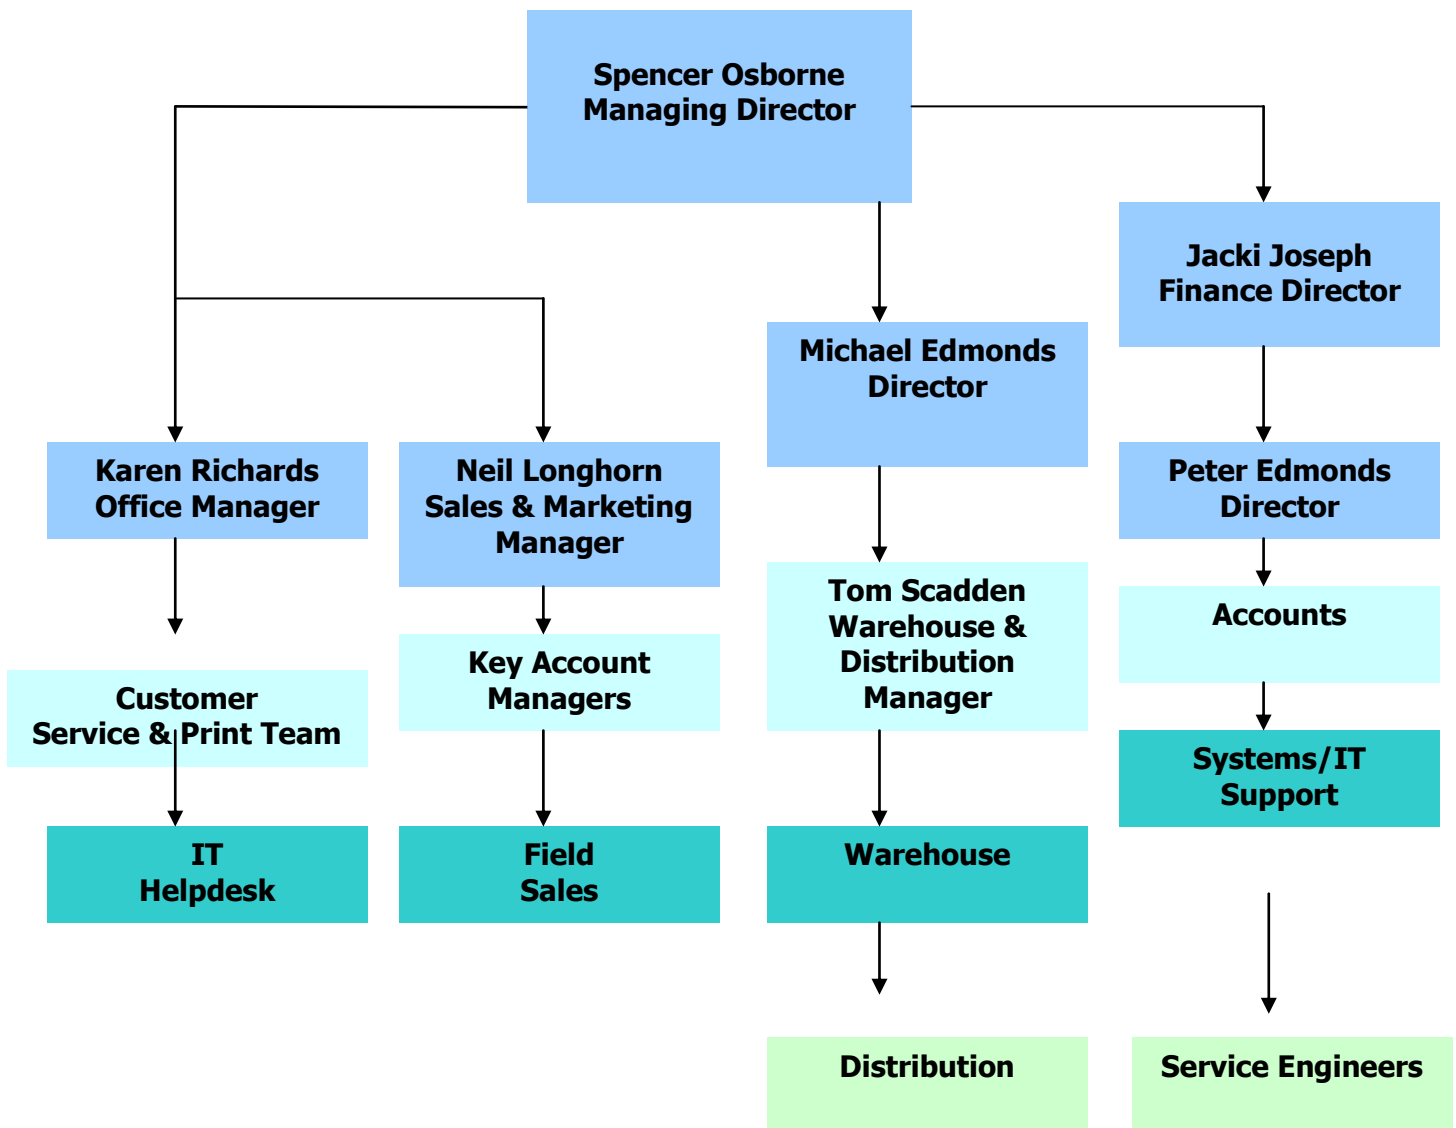 Spencer Osborne
Managing Director
Jacki Joseph
Finance Director
Michael Edmonds
Director
Karen Richards
Office Manager
Neil Longhorn
Sales & Marketing
Manager
Peter Edmonds
Director
Tom Scadden
Warehouse &
Distribution
Manager
Accounts
Key Account
Managers
Customer
Service & Print Team
Systems/IT
Support
IT
Helpdesk
Field
Sales
Warehouse
Distribution
Service Engineers